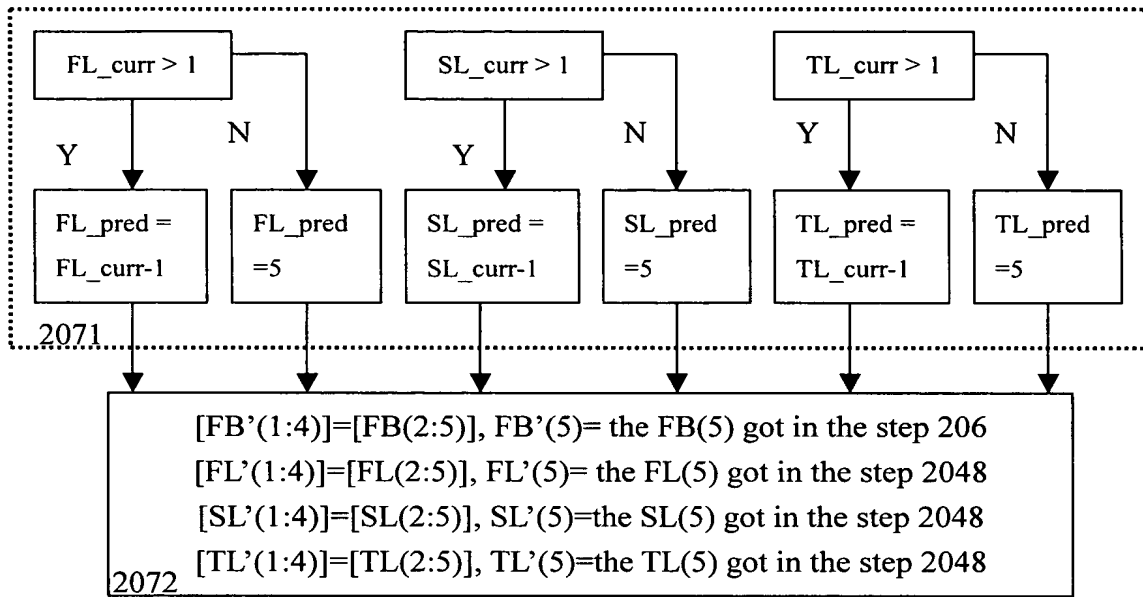 FL_curr > 1
SL_curr > 1
TL_curr > 1
Y
N
Y
N
Y
N
FL_pred =
FL_curr-1
FL_pred
=5
SL_pred =
SL_curr-1
SL_pred
=5
TL_pred =
TL_curr-1
TL_pred
=5
2071
[FB’(1:4)]=[FB(2:5)], FB’(5)= the FB(5) got in the step 206
[FL’(1:4)]=[FL(2:5)], FL’(5)= the FL(5) got in the step 2048
[SL’(1:4)]=[SL(2:5)], SL’(5)=the SL(5) got in the step 2048
[TL’(1:4)]=[TL(2:5)], TL’(5)=the TL(5) got in the step 2048
2072